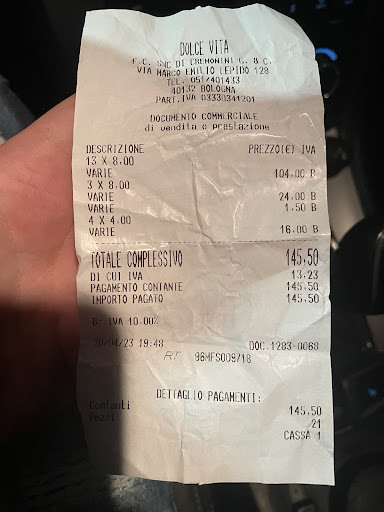 DOLCE VITA
F.C. SNC DI CREMONINI G. & C.
VIA MARCO EMILIO LEPIDO 128
TEL. 051/401433
40132 BOLOGNA
PART.IVA 03330341201
DOCUMENTO COMMERCIALE
di vendita o prestazione
DESCRIZIONE PREZZO(€) IVA
13 X 8.00
VARIE 104.00 B
3 X 8.00
VARIE 24.00 B
VARIE 1.50 B
4 X 4.00
VARIE 16.00 B
TOTALE COMPLESSIVO 145,50
DI CUI IVA 13.23
PAGAMENTO CONTANTE 145.50
IMPORTO PAGATO 145.50
B: IVA 10.00%
20/04/23 19:48 DOC.1283-0068
RT 96MFS009718
DETTAGLIO PAGAMENTI:
Contanti 145.50
Pezzi 21
CASSA 1